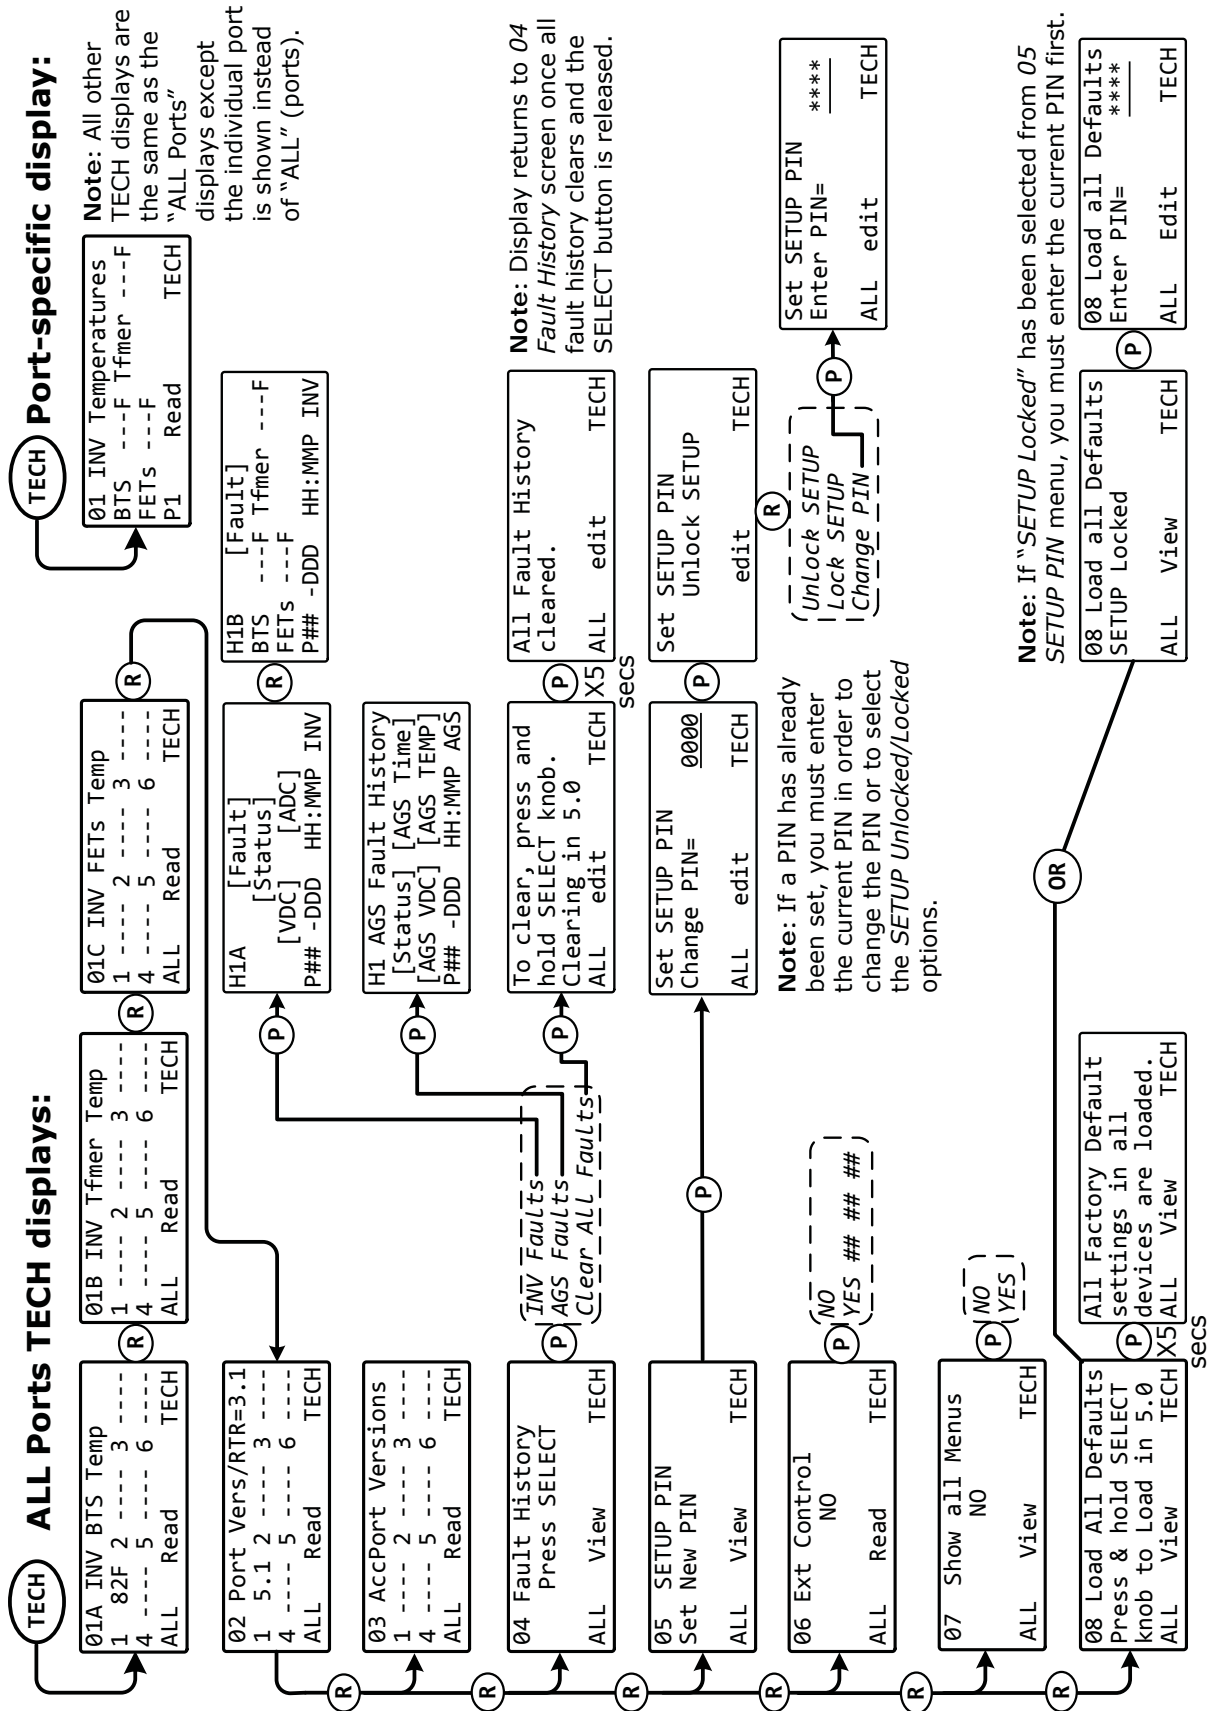 TECH
ALL Ports TECH displays:
01A INV BTS Temp
1  82F 2 ---- 3 ----
4 ---- 5 ---- 6 ----
ALL   Read     TECH
R
01B INV Tfmer Temp
1 ---- 2 ---- 3 ----
4 ---- 5 ---- 6 ----
ALL   Read     TECH
R
01C INV FETs Temp
1 ---- 2 ---- 3 ----
4 ---- 5 ---- 6 ----
ALL   Read     TECH
R
TECH
Port-specific display:
01 INV Temperatures
BTS  ---F Tfmer ---F
FETs ---F
P1    Read     TECH
Note: All other
TECH displays are
the same as the
“ALL Ports”
displays except
the individual port
is shown instead
of “ALL” (ports).
02 Port Vers/RTR=3.1
1  5.1 2 ---- 3 ----
4 ---- 5 ---- 6 ----
ALL   Read     TECH
R
03 AccPort Versions
1 ---- 2 ---- 3 ----
4 ---- 5 ---- 6 ----
ALL   Read     TECH
R
04 Fault History
Press SELECT
ALL   View     TECH
P
INV Faults
AGS Faults
Clear All Faults
P
H1A    [Fault]
[Status]
[VDC]   [ADC]
P## -DDD  HH:MMP INV
R
H1B    [Fault]
BTS  ---F Tfmer ---F
FETs ---F
P## -DDD  HH:MMP INV
P
H1 AGS Fault History
[Status] [AGS Time]
[AGS VDC] [AGS TEMP]
P## -DDD  HH:MMP AGS
P
To clear, press and
hold SELECT knob.
Clearing in 5.0
ALL   edit     TECH
P
X5
secs
All Fault History
cleared.
ALL   edit     TECH
Note: Display returns to 04
Fault History screen once all
fault history clears and the
SELECT button is released.
R
05  SETUP PIN
Set New PIN
ALL   View     TECH
P
Set SETUP PIN
Change PIN=    0000
ALL   edit     TECH
P
Set SETUP PIN
Unlock SETUP
edit     TECH
R
Unlock SETUP
Lock SETUP
Change PIN
P
Set SETUP PIN
Enter PIN=   ****
ALL  edit     TECH
Note: If a PIN has already
been set, you must enter
the current PIN in order to
change the PIN or to select
the SETUP Unlocked/Locked
options.
R
06 Ext Control
NO
ALL   Read     TECH
P
NO
YES ## ## ##
R
07  Show all Menus
NO
ALL   View     TECH
P
NO
YES
R
08 Load All Defaults
Press & hold SELECT
knob to Load in 5.0
ALL   View     TECH
P
X5
secs
All Factory Default
settings in all
devices are loaded.
ALL   View     TECH
OR
08 Load all Defaults
SETUP Locked
ALL   View     TECH
P
08 Load all Defaults
Enter PIN=     ****
ALL   Edit     TECH
Note: If “SETUP Locked” has been selected from 05
SETUP PIN menu, you must enter the current PIN first.